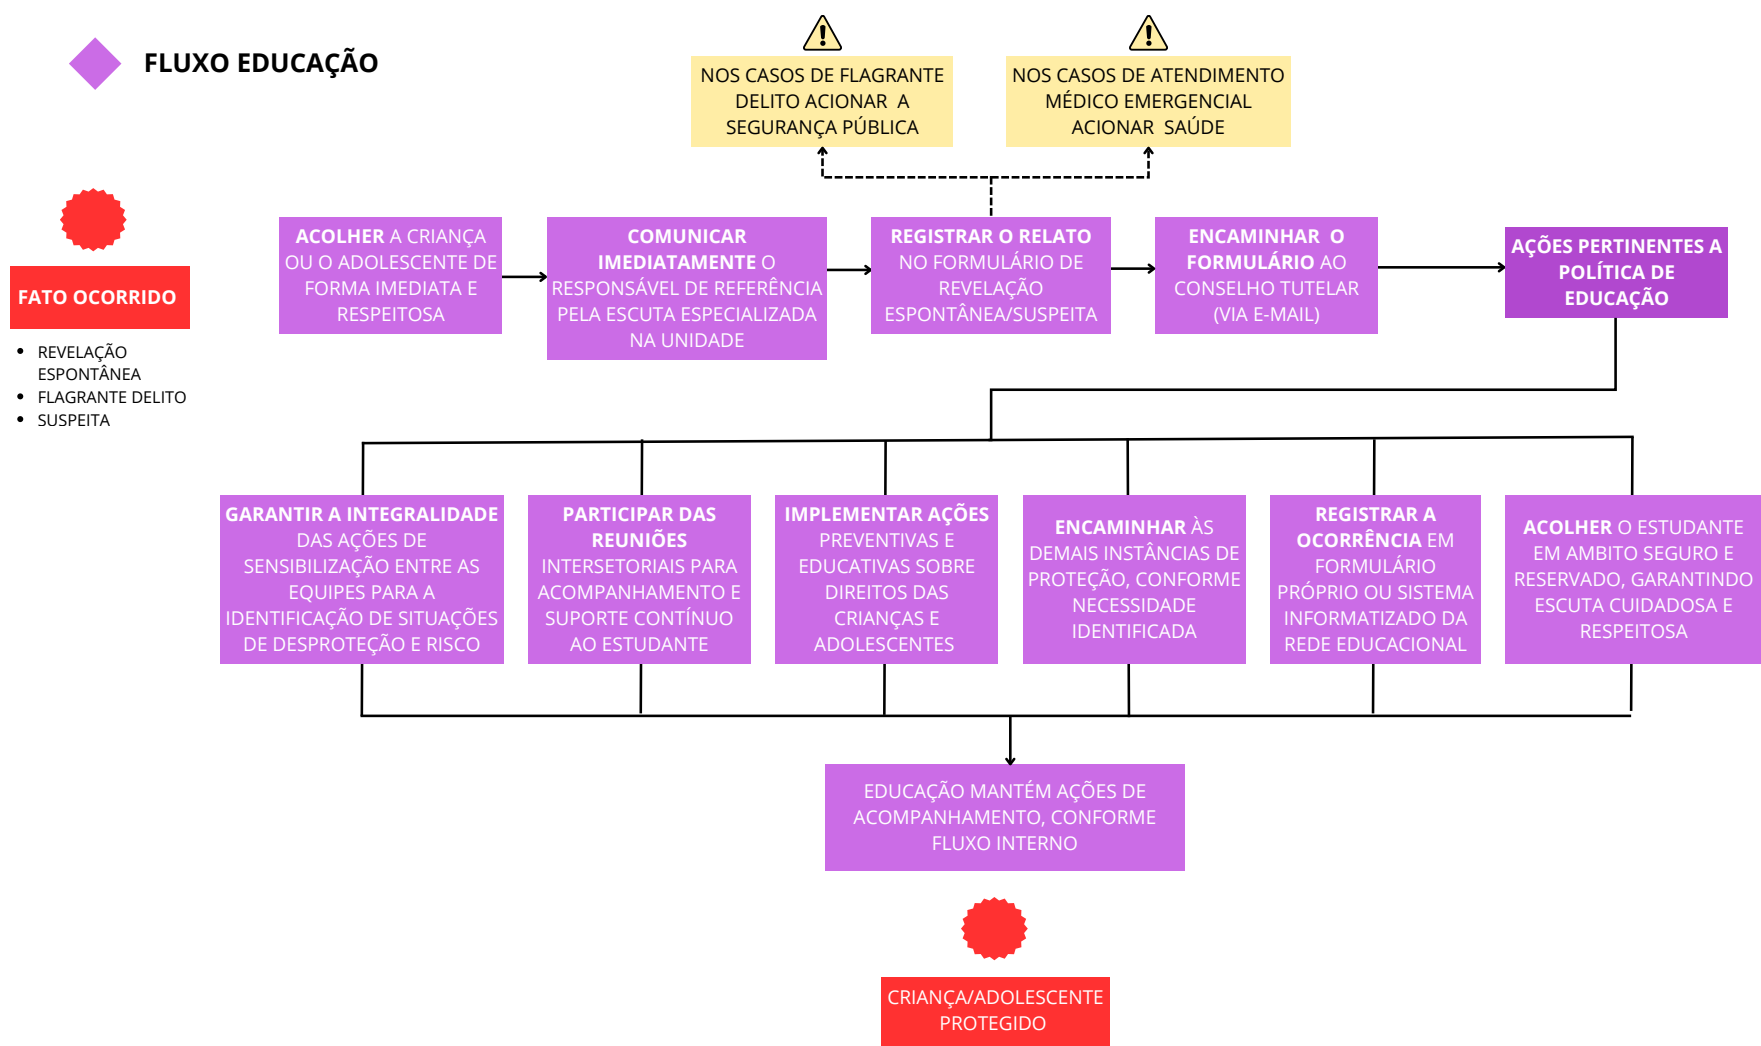 FLUXO EDUCAÇÃO
NOS CASOS DE FLAGRANTE
DELITO ACIONAR A
SEGURANÇA PÚBLICA
NOS CASOS DE ATENDIMENTO
MÉDICO EMERGENCIAL
ACIONAR SAÚDE
FATO OCORRIDO
• REVELAÇÃO
ESPONTÂNEA
• FLAGRANTE DELITO
• SUSPEITA
ACOLHER A CRIANÇA
OU O ADOLESCENTE DE
FORMA IMEDIATA E
RESPEITOSA
COMUNICAR
IMEDIATAMENTE O
RESPONSÁVEL DE REFERÊNCIA
PELA ESCUTA ESPECIALIZADA
NA UNIDADE
REGISTRAR O RELATO
NO FORMULÁRIO DE
REVELAÇÃO
ESPONTÂNEA/SUSPEITA
ENCAMINHAR O
FORMULÁRIO AO
CONSELHO TUTELAR
(VIA E-MAIL)
AÇÕES PERTINENTES A
POLÍTICA DE
EDUCAÇÃO
GARANTIR A INTEGRALIDADE
DAS AÇÕES DE
SENSIBILIZAÇÃO ENTRE AS
EQUIPES PARA A
IDENTIFICAÇÃO DE SITUAÇÕES
DE DESPROTEÇÃO E RISCO
PARTICIPAR DAS
REUNIÕES
INTERSETORIAIS PARA
ACOMPANHAMENTO E
SUPORTE CONTÍNUO
AO ESTUDANTE
IMPLEMENTAR AÇÕES
PREVENTIVAS E
EDUCATIVAS SOBRE
DIREITOS DAS
CRIANÇAS E
ADOLESCENTES
ENCAMINHAR ÀS
DEMAIS INSTÂNCIAS DE
PROTEÇÃO, CONFORME
NECESSIDADE
IDENTIFICADA
REGISTRAR A
OCORRÊNCIA EM
FORMULÁRIO
PRÓPRIO OU SISTEMA
INFORMATIZADO DA
REDE EDUCACIONAL
ACOLHER O ESTUDANTE
EM AMBITO SEGURO E
RESERVADO, GARANTINDO
ESCUTA CUIDADOSA E
RESPEITOSA
EDUCAÇÃO MANTÉM AÇÕES DE
ACOMPANHAMENTO, CONFORME
FLUXO INTERNO
CRIANÇA/ADOLESCENTE
PROTEGIDO